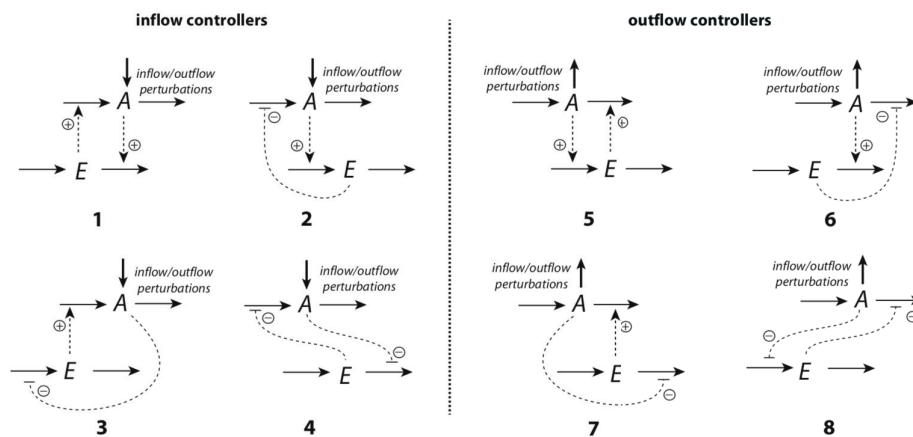 inflow controllers
outflow controllers
inflow/outflow
perturbations
A
⊕
⊕
E
1
inflow/outflow
perturbations
A
⊖
⊕
E
2
inflow/outflow
perturbations
A
⊕
⊕
E
5
inflow/outflow
perturbations
A
⊖
⊕
E
6
inflow/outflow
perturbations
A
⊕
E
⊖
3
inflow/outflow
perturbations
A
⊖
⊖
E
4
inflow/outflow
perturbations
A
⊕
E
⊖
7
inflow/outflow
perturbations
A
⊖
⊖
E
8